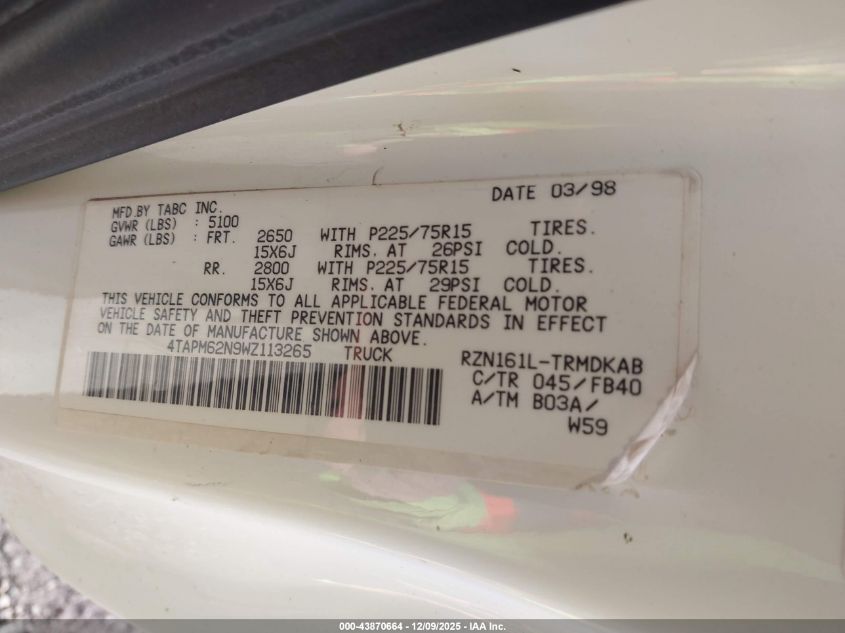 DATE 03/98
MFD.BY TABC INC.
GVWR (LBS) : 5100
GAWR (LBS) : FRT. 2650 WITH P225/75R15 TIRES.
15X6J RIMS. AT 26PSI COLD.
RR. 2800 WITH P225/75R15 TIRES.
15X6J RIMS. AT 29PSI COLD.
THIS VEHICLE CONFORMS TO ALL APPLICABLE FEDERAL MOTOR
VEHICLE SAFETY AND THEFT PREVENTION STANDARDS IN EFFECT
ON THE DATE OF MANUFACTURE SHOWN ABOVE.
4TAPM62N9WZ113265 TRUCK RZN161L-TRMDKAB
C/TR 045/FB40
A/TM B03A/
W59
000-43870664 - 12/09/2025 - IAA Inc.